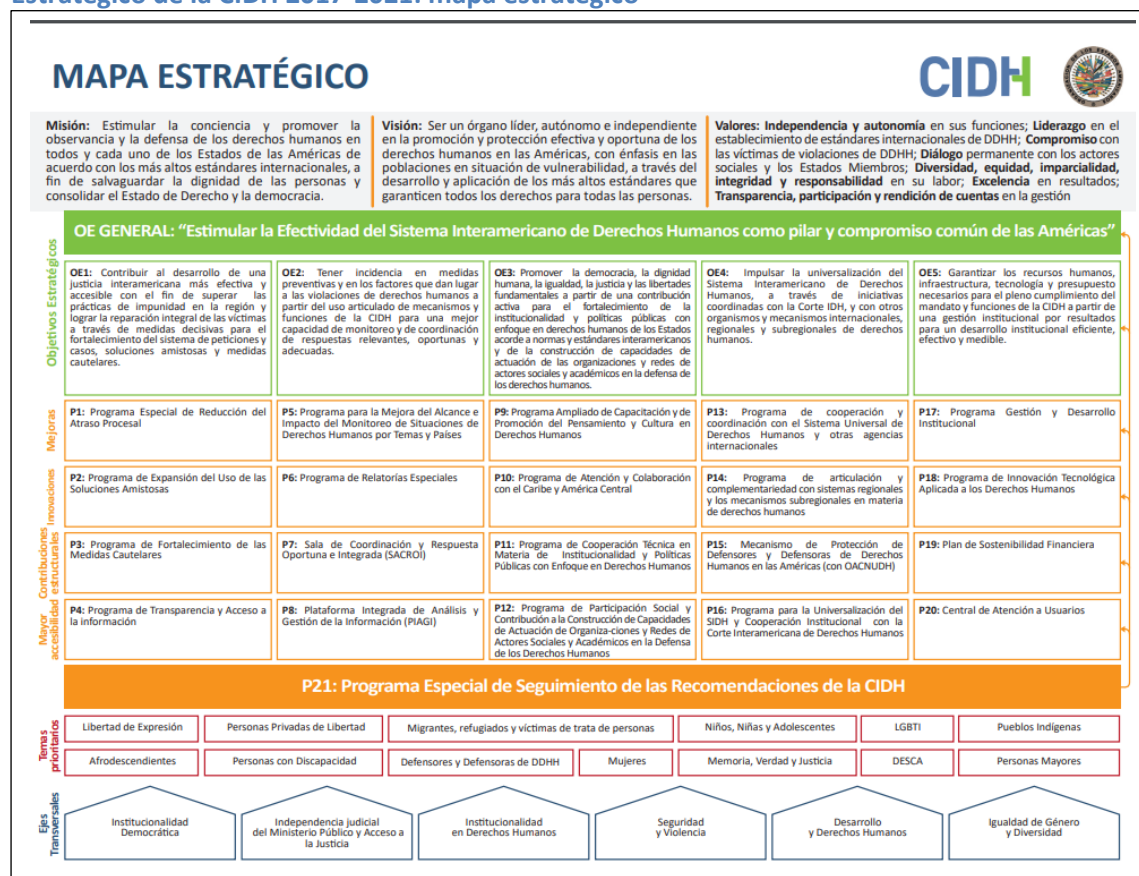 Estratégico de la CIDH 2017-2021: mapa estratégico
MAPA ESTRATÉGICO
CIDH
Misión: Estimular la conciencia y promover la
observancia y la defensa de los derechos humanos en
todos y cada uno de los Estados de las Américas de
acuerdo con los más altos estándares internacionales, a
fin de salvaguardar la dignidad de las personas y
consolidar el Estado de Derecho y la democracia.
Visión: Ser un órgano líder, autónomo e independiente
en la promoción y protección efectiva y oportuna de los
derechos humanos en las Américas, con énfasis en las
poblaciones en situación de vulnerabilidad, a través del
desarrollo y aplicación de los más altos estándares que
garanticen todos los derechos para todas las personas.
Valores: Independencia y autonomía en sus funciones; Liderazgo en el
establecimiento de estándares internacionales de DDHH; Compromiso con
las víctimas de violaciones de DDHH; Diálogo permanente con los actores
sociales y los Estados Miembros; Diversidad, equidad, imparcialidad,
integridad y responsabilidad en su labor; Excelencia en resultados;
Transparencia, participación y rendición de cuentas en la gestión
OE GENERAL: “Estimular la Efectividad del Sistema Interamericano de Derechos Humanos como pilar y compromiso común de las Américas”
Objetivos Estratégicos
OE1: Contribuir al desarrollo de una
justicia interamericana más efectiva y
accesible con el fin de superar las
prácticas de impunidad en la región y
lograr la reparación integral de las víctimas
a través de medidas decisivas para el
fortalecimiento del sistema de peticiones y
casos, soluciones amistosas y medidas
cautelares.
OE2: Tener incidencia en medidas
preventivas y en los factores que dan lugar
a las violaciones de derechos humanos a
partir del uso articulado de mecanismos y
funciones de la CIDH para una mejor
capacidad de monitoreo y de coordinación
de respuestas relevantes, oportunas y
adecuadas.
OE3: Promover la democracia, la dignidad
humana, la igualdad, la justicia y las libertades
fundamentales a partir de una contribución
activa para el fortalecimiento de la
institucionalidad y políticas públicas con
enfoque en derechos humanos de los Estados
acorde a normas y estándares interamericanos
y de la construcción de capacidades de
actuación de las organizaciones y redes de
actores sociales y académicos en la defensa de
los derechos humanos.
OE4: Impulsar la universalización del
Sistema Interamericano de Derechos
Humanos, a través de iniciativas
coordinadas con la Corte IDH, y con otros
organismos y mecanismos internacionales,
regionales y subregionales de derechos
humanos.
OE5: Garantizar los recursos humanos,
infraestructura, tecnología y presupuesto
necesarios para el pleno cumplimiento del
mandato y funciones de la CIDH a partir de
una gestión institucional por resultados
para un desarrollo institucional eficiente,
efectivo y medible.
Mejoras
P1: Programa Especial de Reducción del
Atraso Procesal
P5: Programa para la Mejora del Alcance e
Impacto del Monitoreo de Situaciones de
Derechos Humanos por Temas y Países
P9: Programa Ampliado de Capacitación y de
Promoción del Pensamiento y Cultura en
Derechos Humanos
P13: Programa de cooperación y
coordinación con el Sistema Universal de
Derechos Humanos y otras agencias
internacionales
P17: Programa Gestión y Desarrollo
Institucional
Innovaciones
P2: Programa de Expansión del Uso de las
Soluciones Amistosas
P6: Programa de Relatorías Especiales
P10: Programa de Atención y Colaboración
con el Caribe y América Central
P14: Programa de articulación y
complementariedad con sistemas regionales
y los mecanismos subregionales en materia
de derechos humanos
P18: Programa de Innovación Tecnológica
Aplicada a los Derechos Humanos
Contribuciones
estructurales
P3: Programa de Fortalecimiento de las
Medidas Cautelares
P7: Sala de Coordinación y Respuesta
Oportuna e Integrada (SACROI)
P11: Programa de Cooperación Técnica en
Materia de Institucionalidad y Políticas
Públicas con Enfoque en Derechos Humanos
P15: Mecanismo de Protección de
Defensores y Defensoras de Derechos
Humanos en las Américas (con OACNUDH)
P19: Plan de Sostenibilidad Financiera
Mayor
accesibilidad
P4: Programa de Transparencia y Acceso a
la información
P8: Plataforma Integrada de Análisis y
Gestión de la Información (PIAGI)
P12: Programa de Participación Social y
Contribución a la Construcción de Capacidades
de Actuación de Organiza-ciones y Redes de
Actores Sociales y Académicos en la Defensa
de los Derechos Humanos
P16: Programa para la Universalización del
SIDH y Cooperación Institucional con la
Corte Interamericana de Derechos Humanos
P20: Central de Atención a Usuarios
P21: Programa Especial de Seguimiento de las Recomendaciones de la CIDH
Temas
prioritarios
Libertad de Expresión
Personas Privadas de Libertad
Migrantes, refugiados y víctimas de trata de personas
Niños, Niñas y Adolescentes
LGBTI
Pueblos Indígenas
Afrodescendientes
Personas con Discapacidad
Defensores y Defensoras de DDHH
Mujeres
Memoria, Verdad y Justicia
DESCA
Personas Mayores
Ejes
Transversales
Institucionalidad
Democrática
Independencia judicial
del Ministerio Público y Acceso a
la Justicia
Institucionalidad
en Derechos Humanos
Seguridad
y Violencia
Desarrollo
y Derechos Humanos
Igualdad de Género
y Diversidad